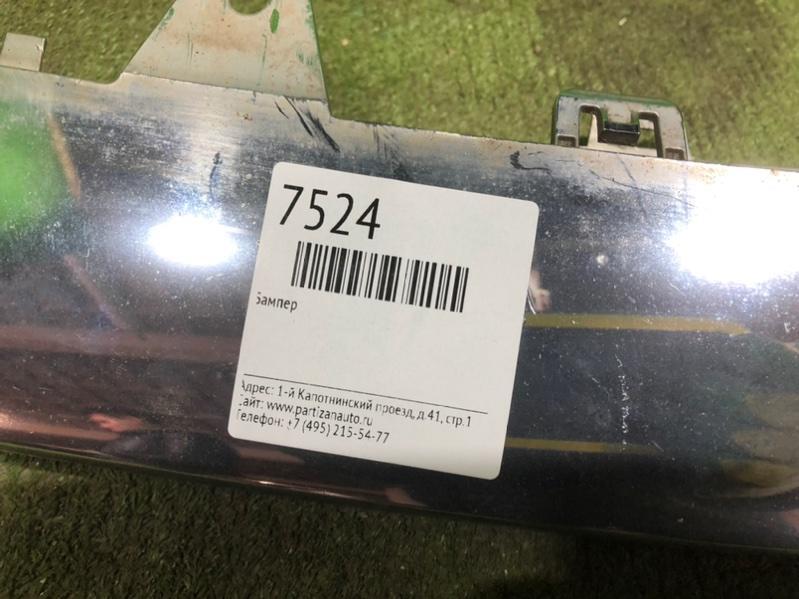 7524
Бампер
Адрес: 1-й Капотнинский проезд, д.41, стр.1
Сайт: www.partizanauto.ru
Телефон: +7 (495) 215-54-77